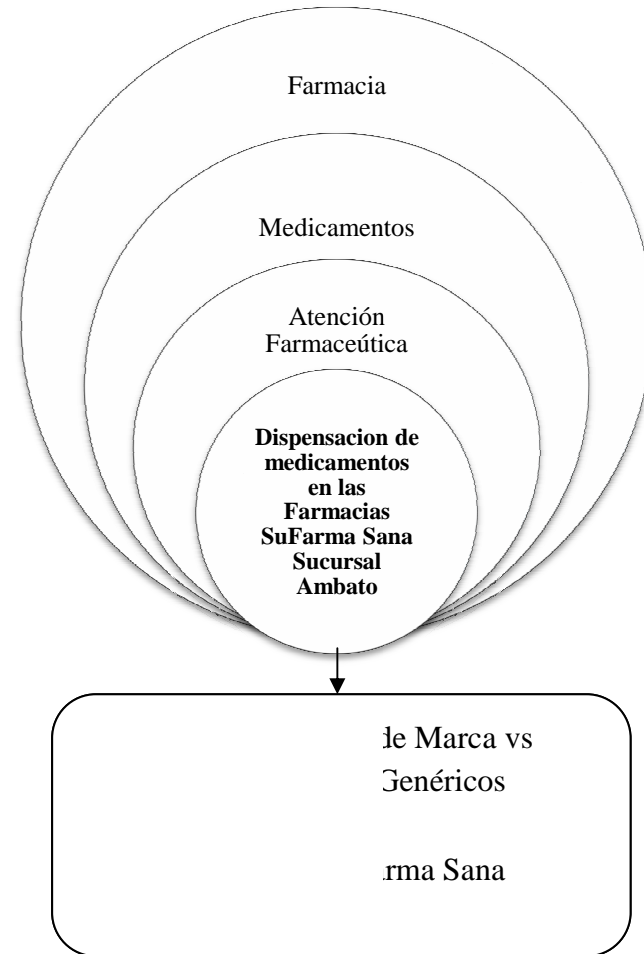 Farmacia
Medicamentos
Atención
Farmaceútica
Dispensacion de
medicamentos
en las
Farmacias
SuFarma Sana
Sucursal
Ambato
de Marca vs
Genéricos
Sana